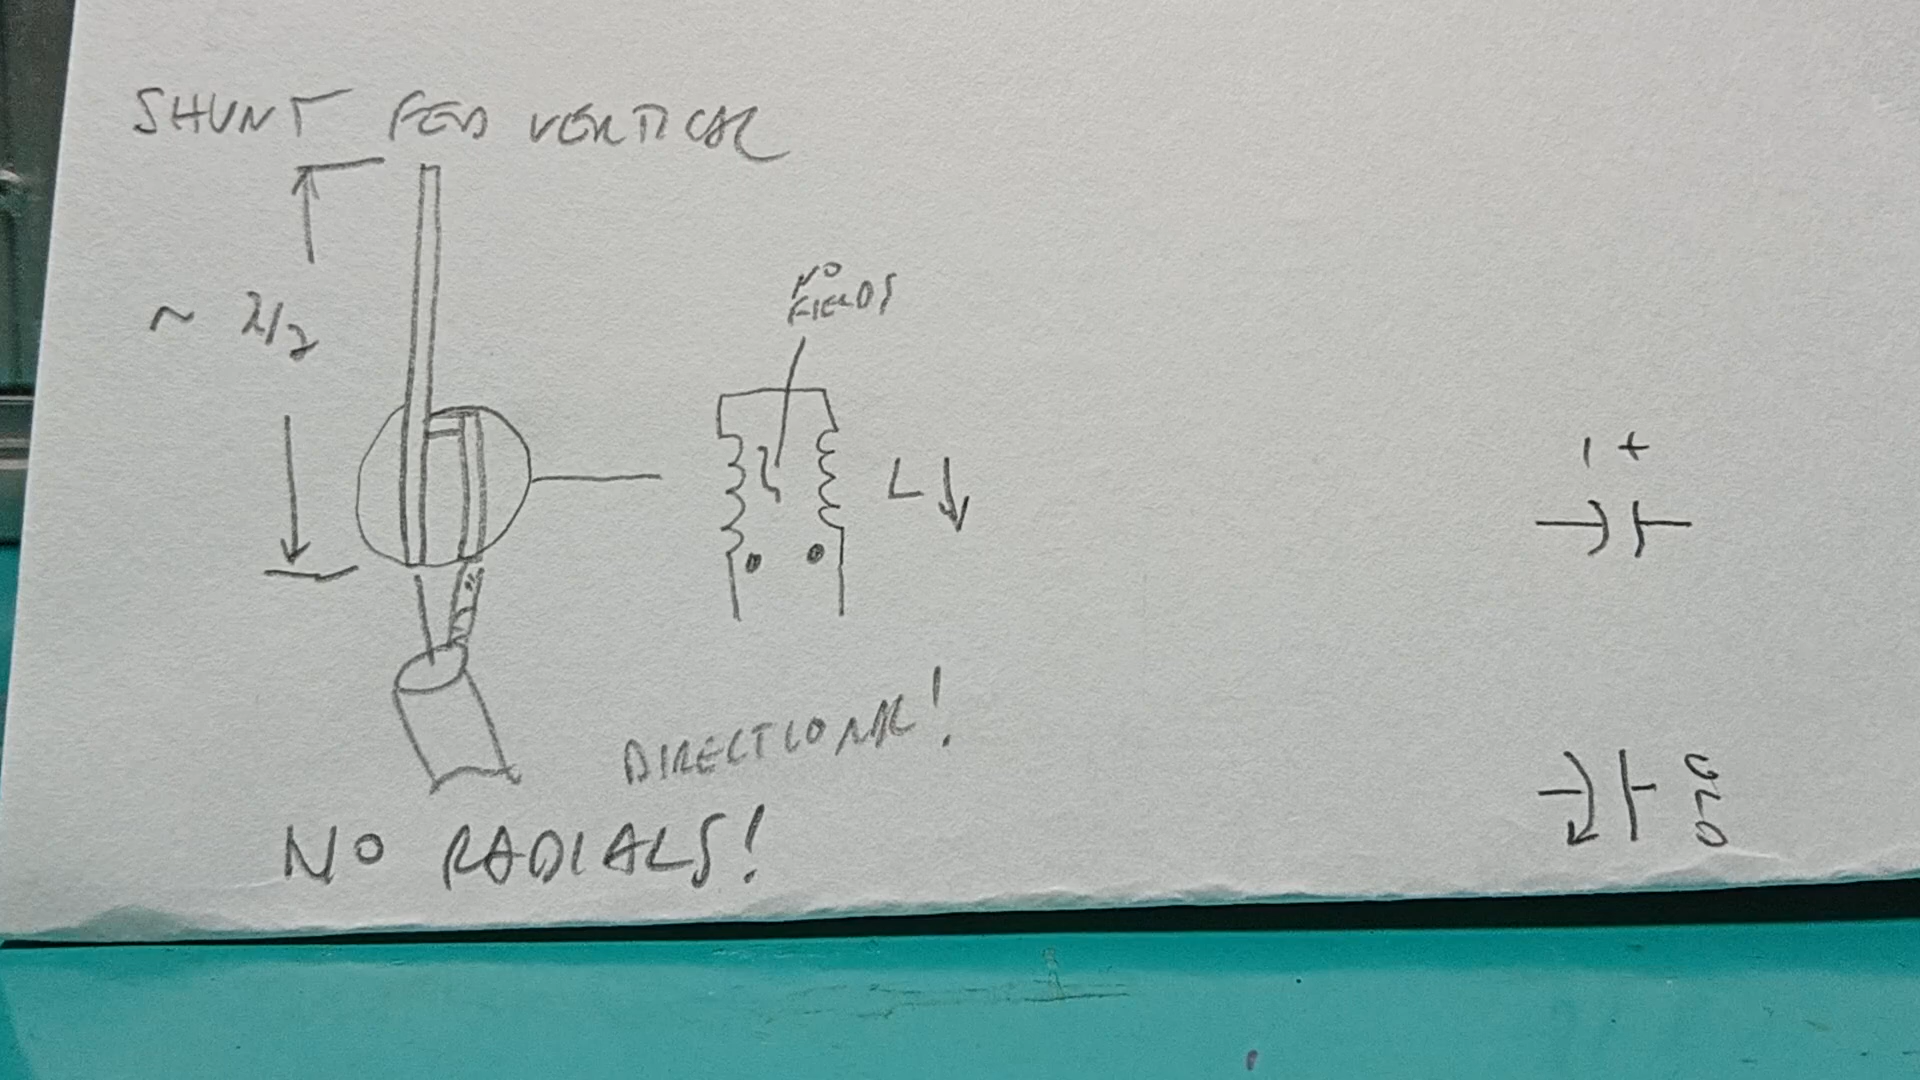 SHUNT FED VERTICAL
~ λ/2
NO
FIELDS
L ↓
- +
DIRECTIONAL!
NO RADIALS!